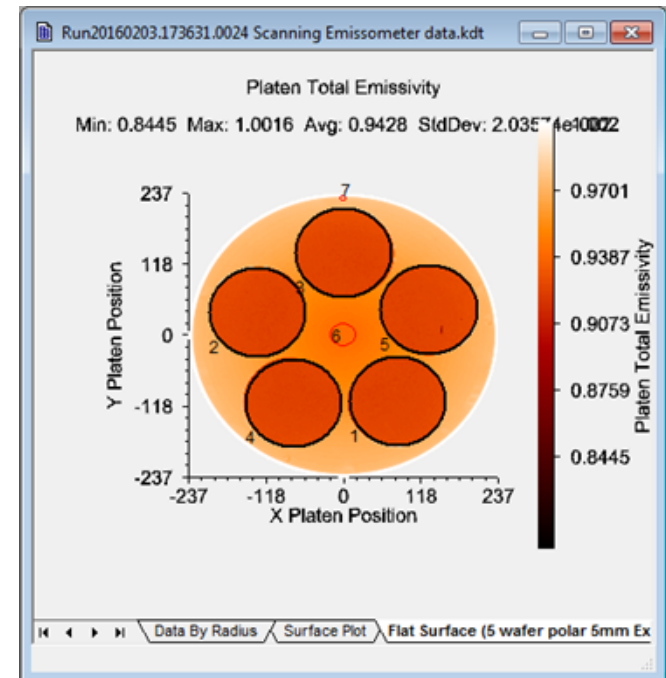 Run20160203.173631.0024 Scanning Emissometer data.kdt
Platen Total Emissivity
Min: 0.8445 Max: 1.0016 Avg: 0.9428 StdDev:
237
118
0
-118
-237
Y Platen Position
-237 -118 0 118 237
X Platen Position
7
3
2
6
5
4
1
0.9701
0.9387
0.9073
0.8759
0.8445
Platen Total Emissivity
Data By Radius Surface Plot Flat Surface (5 wafer polar 5mm Ex